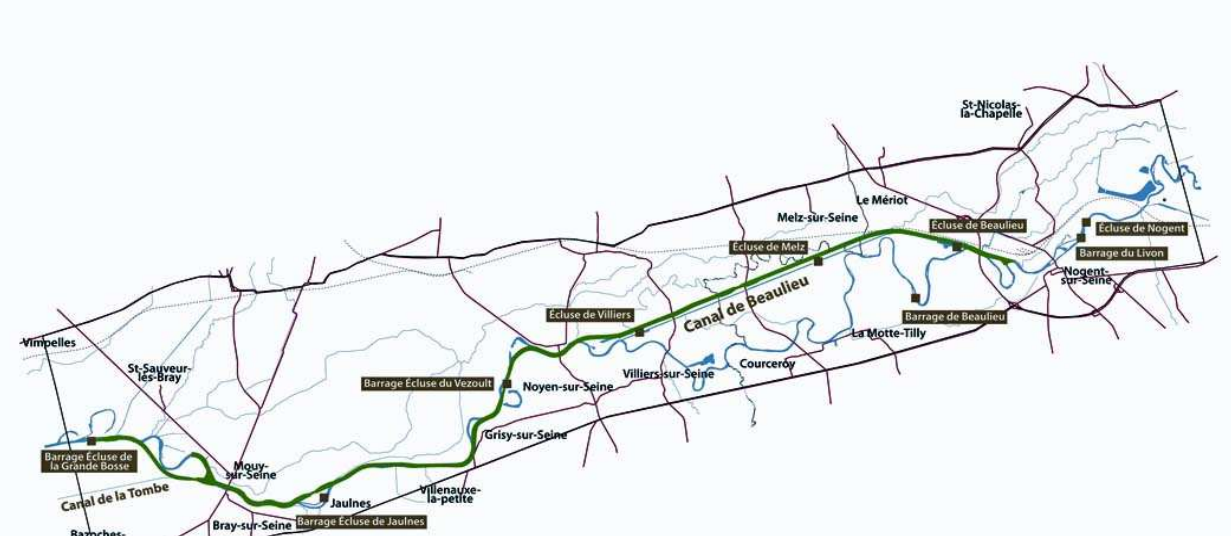 St-Nicolas-
la-Chapelle
Le Mériot
Melz-sur-Seine
Écluse de Beaulieu
Écluse de Nogent
Écluse de Melz
Barrage du Livon
Nogent-
sur-Seine
Canal de Beaulieu
Écluse de Villiers
Barrage de Beaulieu
La Motte-Tilly
Vimpelles
Courceroy
St-Sauveur-
lès-Bray
Villiers-sur-Seine
Barrage Écluse du Vezoult
Noyen-sur-Seine
Grisy-sur-Seine
Barrage Écluse de
la Grande Bosse
Mouy-
sur-Seine
Canal de la Tombe
Villenauxe-
la-petite
Jaulnes
Bray-sur-Seine
Barrage Écluse de Jaulnes
Bazoches-